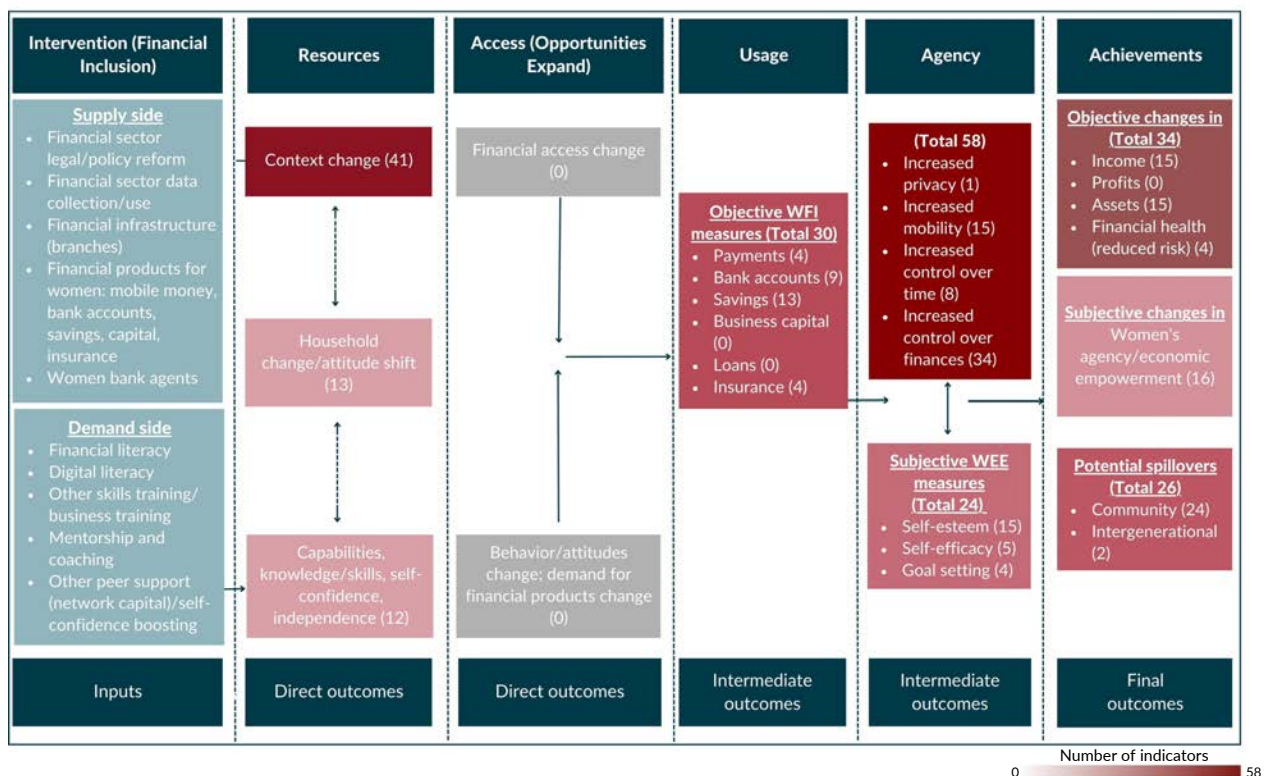 Intervention (Financial
Inclusion)
Resources
Access (Opportunities
Expand)
Usage
Agency
Achievements
Supply side
• Financial sector
legal/policy reform
• Financial sector data
collection/use
• Financial infrastructure
(branches)
• Financial products for
women: mobile money,
bank accounts,
savings, capital,
insurance
• Women bank agents
Demand side
• Financial literacy
• Digital literacy
• Other skills training/
business training
• Mentorship and
coaching
• Other peer support
(network capital)/self-
confidence boosting
Context change (41)
Household
change/attitude shift
(13)
Capabilities,
knowledge/skills, self-
confidence,
independence (12)
Financial access change
(0)
Behavior/attitudes
change; demand for
financial products change
(0)
Objective WFI
measures (Total 30)
• Payments (4)
• Bank accounts (9)
• Savings (13)
• Business capital
(0)
• Loans (0)
• Insurance (4)
(Total 58)
• Increased
privacy (1)
• Increased
mobility (15)
• Increased
control over
time (8)
• Increased
control over
finances (34)
Subjective WEE
measures
(Total 24)
• Self-esteem (15)
• Self-efficacy (5)
• Goal setting (4)
Objective changes in
(Total 34)
• Income (15)
• Profits (0)
• Assets (15)
• Financial health
(reduced risk) (4)
Subjective changes in
Women's
agency/economic
empowerment (16)
Potential spillovers
(Total 26)
• Community (24)
• Intergenerational
(2)
Inputs
Direct outcomes
Direct outcomes
Intermediate
outcomes
Intermediate
outcomes
Final
outcomes
Number of indicators
0 58